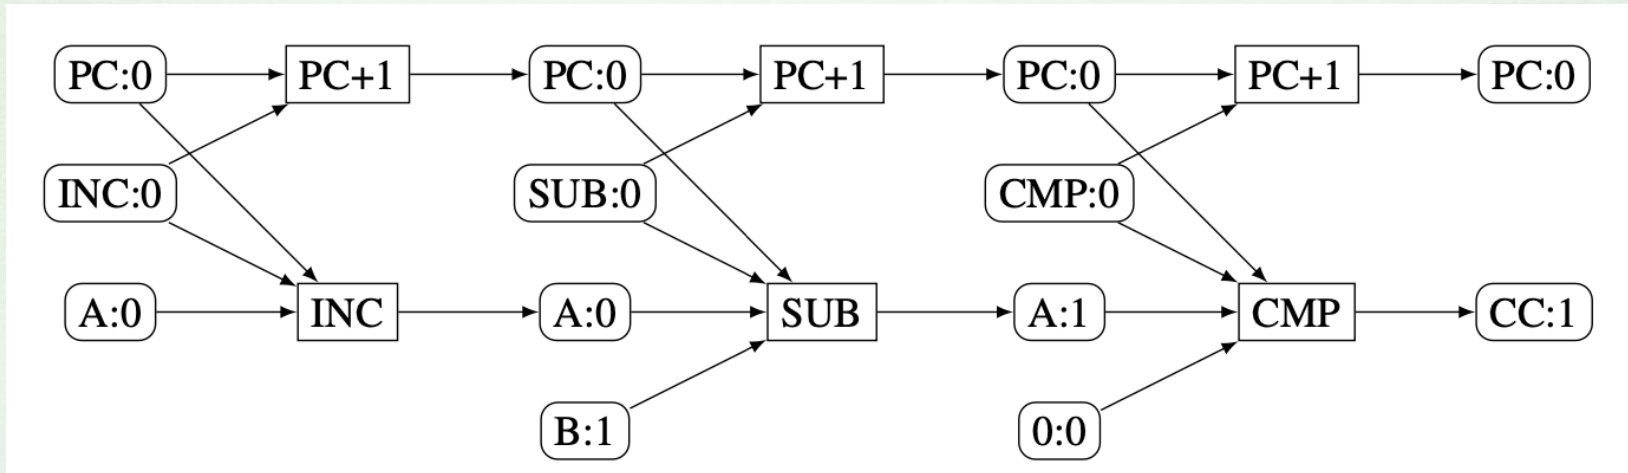 PC:0 PC+1 PC:0 PC+1 PC:0 PC+1 PC:0
INC:0 SUB:0 CMP:0
A:0 INC A:0 SUB A:1 CMP CC:1
B:1 0:0